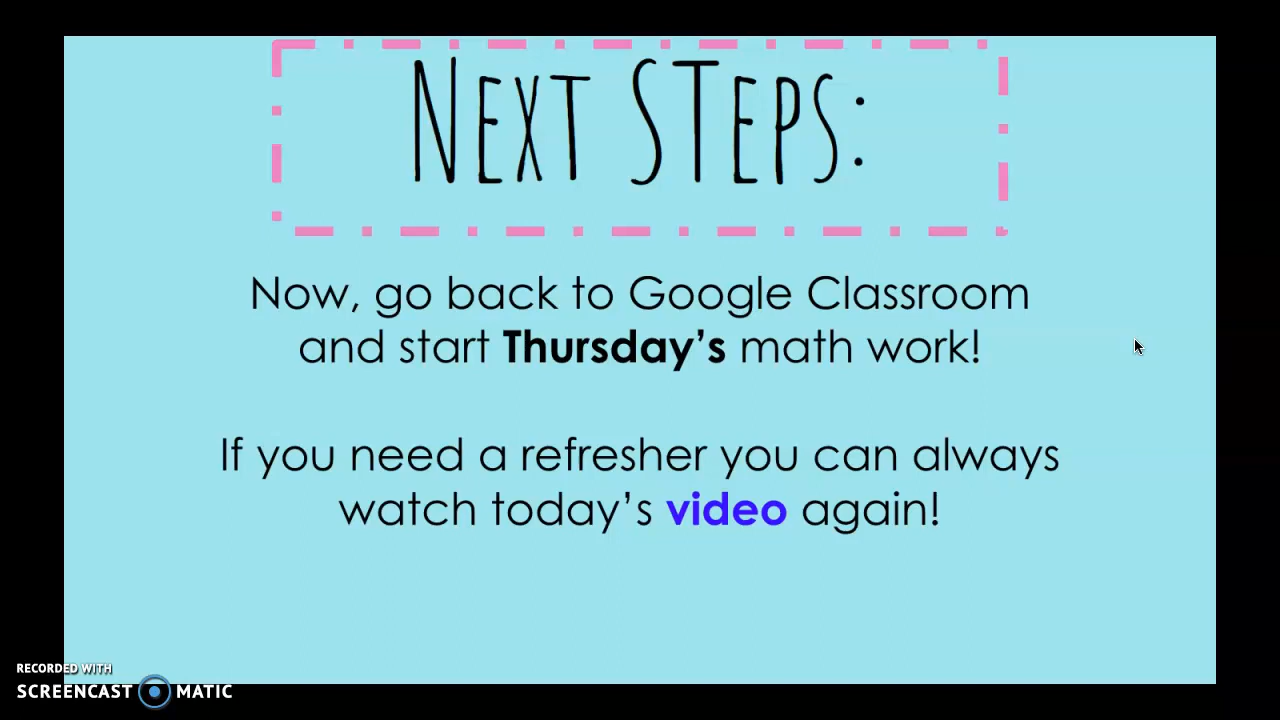 NEXT STEPS:
Now, go back to Google Classroom
and start Thursday's math work!
If you need a refresher you can always
watch today's video again!
RECORDED WITH
SCREENCAST MATIC